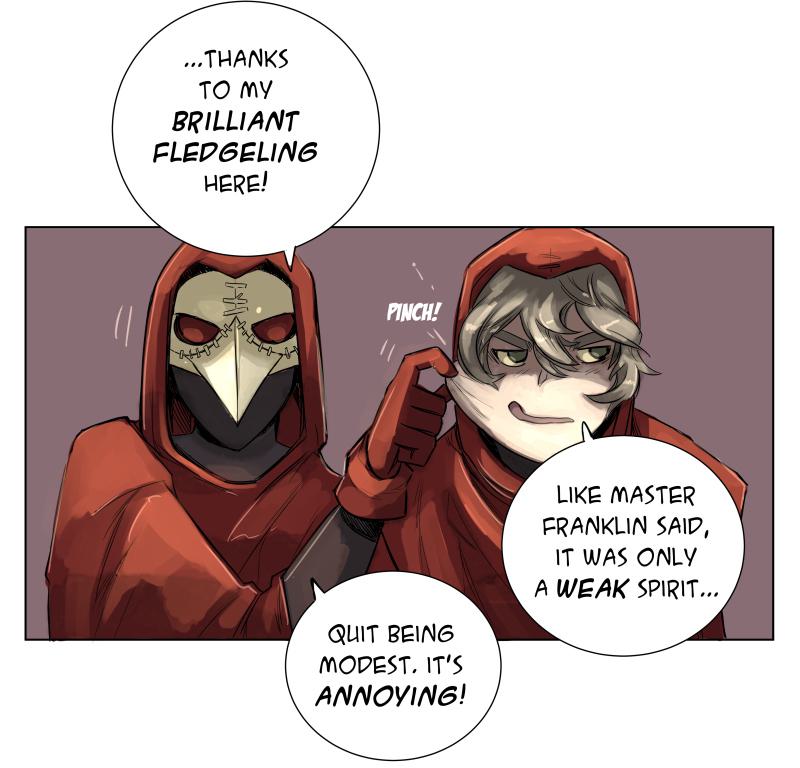 ...THANKS
TO MY
BRILLIANT
FLEDGELING
HERE!
PINCH!
LIKE MASTER
FRANKLIN SAID,
IT WAS ONLY
A WEAK SPIRIT...
QUIT BEING
MODEST. IT'S
ANNOYING!